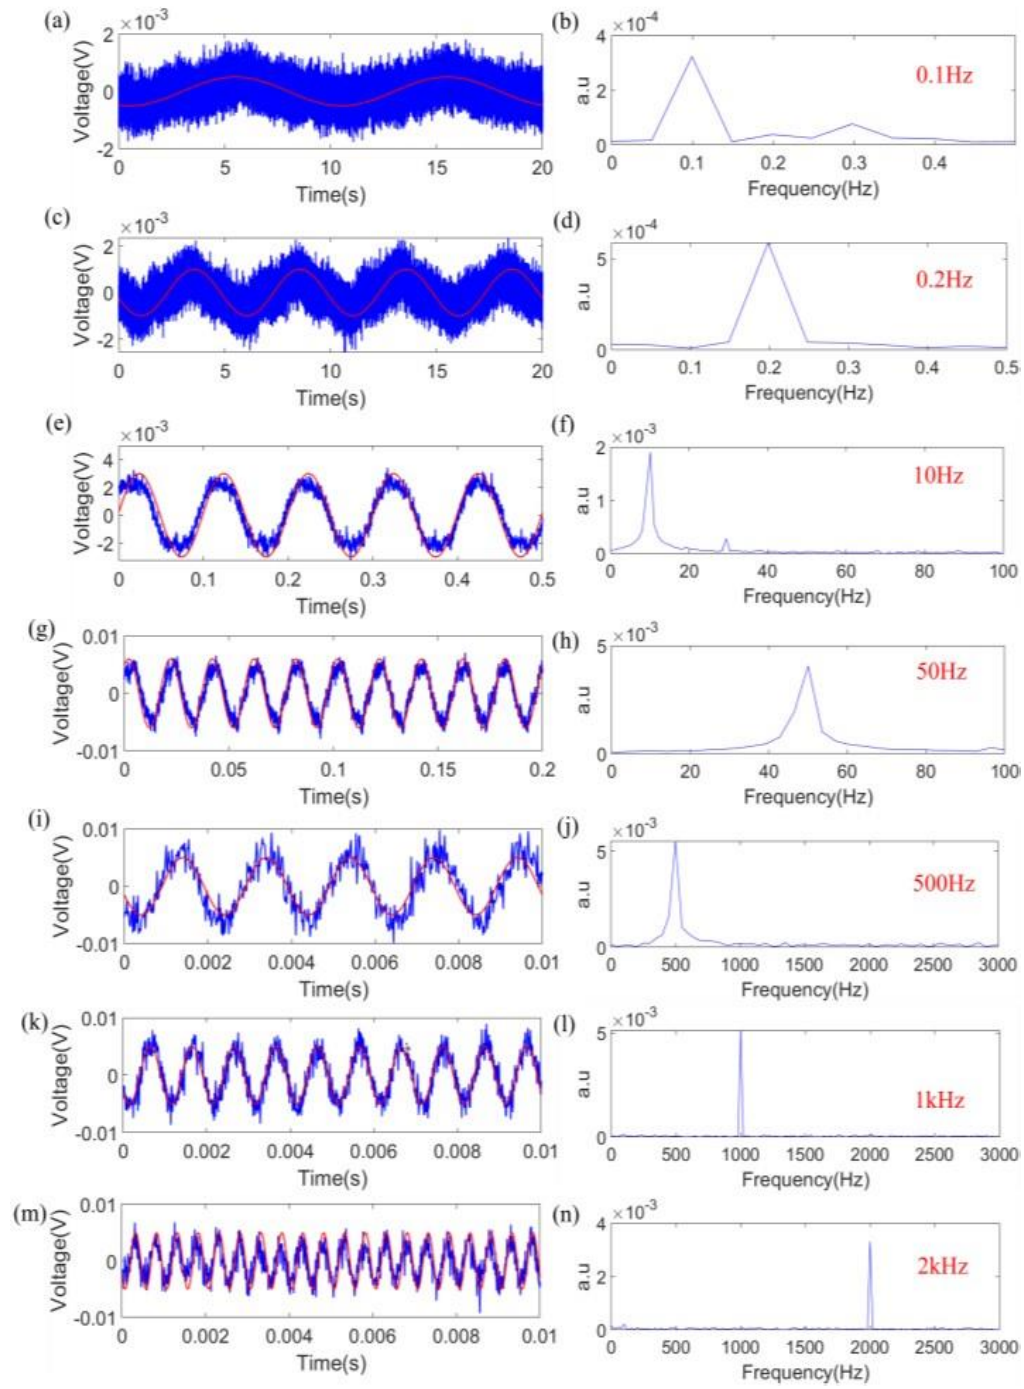 (a)
×10⁻³
2
0
-2
Voltage(V)
0 5 10 15 20
Time(s)
(b)
×10⁻⁴
4
2
0
a.u
0.1Hz
0 0.1 0.2 0.3 0.4
Frequency(Hz)
(c)
×10⁻³
2
0
-2
Voltage(V)
0 5 10 15 20
Time(s)
(d)
×10⁻⁴
5
0
a.u
0.2Hz
0 0.1 0.2 0.3 0.4 0.5
Frequency(Hz)
(e)
×10⁻³
4
2
0
-2
Voltage(V)
0 0.1 0.2 0.3 0.4 0.5
Time(s)
(f)
×10⁻³
2
1
0
a.u
10Hz
0 20 40 60 80 100
Frequency(Hz)
(g)
0.01
0
-0.01
Voltage(V)
0 0.05 0.1 0.15 0.2
Time(s)
(h)
×10⁻³
5
0
a.u
50Hz
0 20 40 60 80 100
Frequency(Hz)
(i)
0.01
0
-0.01
Voltage(V)
0 0.002 0.004 0.006 0.008 0.01
Time(s)
(j)
×10⁻³
5
0
a.u
500Hz
0 500 1000 1500 2000 2500 3000
Frequency(Hz)
(k)
0.01
0
-0.01
Voltage(V)
0 0.002 0.004 0.006 0.008 0.01
Time(s)
(l)
×10⁻³
5
0
a.u
1kHz
0 500 1000 1500 2000 2500 3000
Frequency(Hz)
(m)
0.01
0
-0.01
Voltage(V)
0 0.002 0.004 0.006 0.008 0.01
Time(s)
(n)
×10⁻³
4
2
0
a.u
2kHz
0 500 1000 1500 2000 2500 3000
Frequency(Hz)